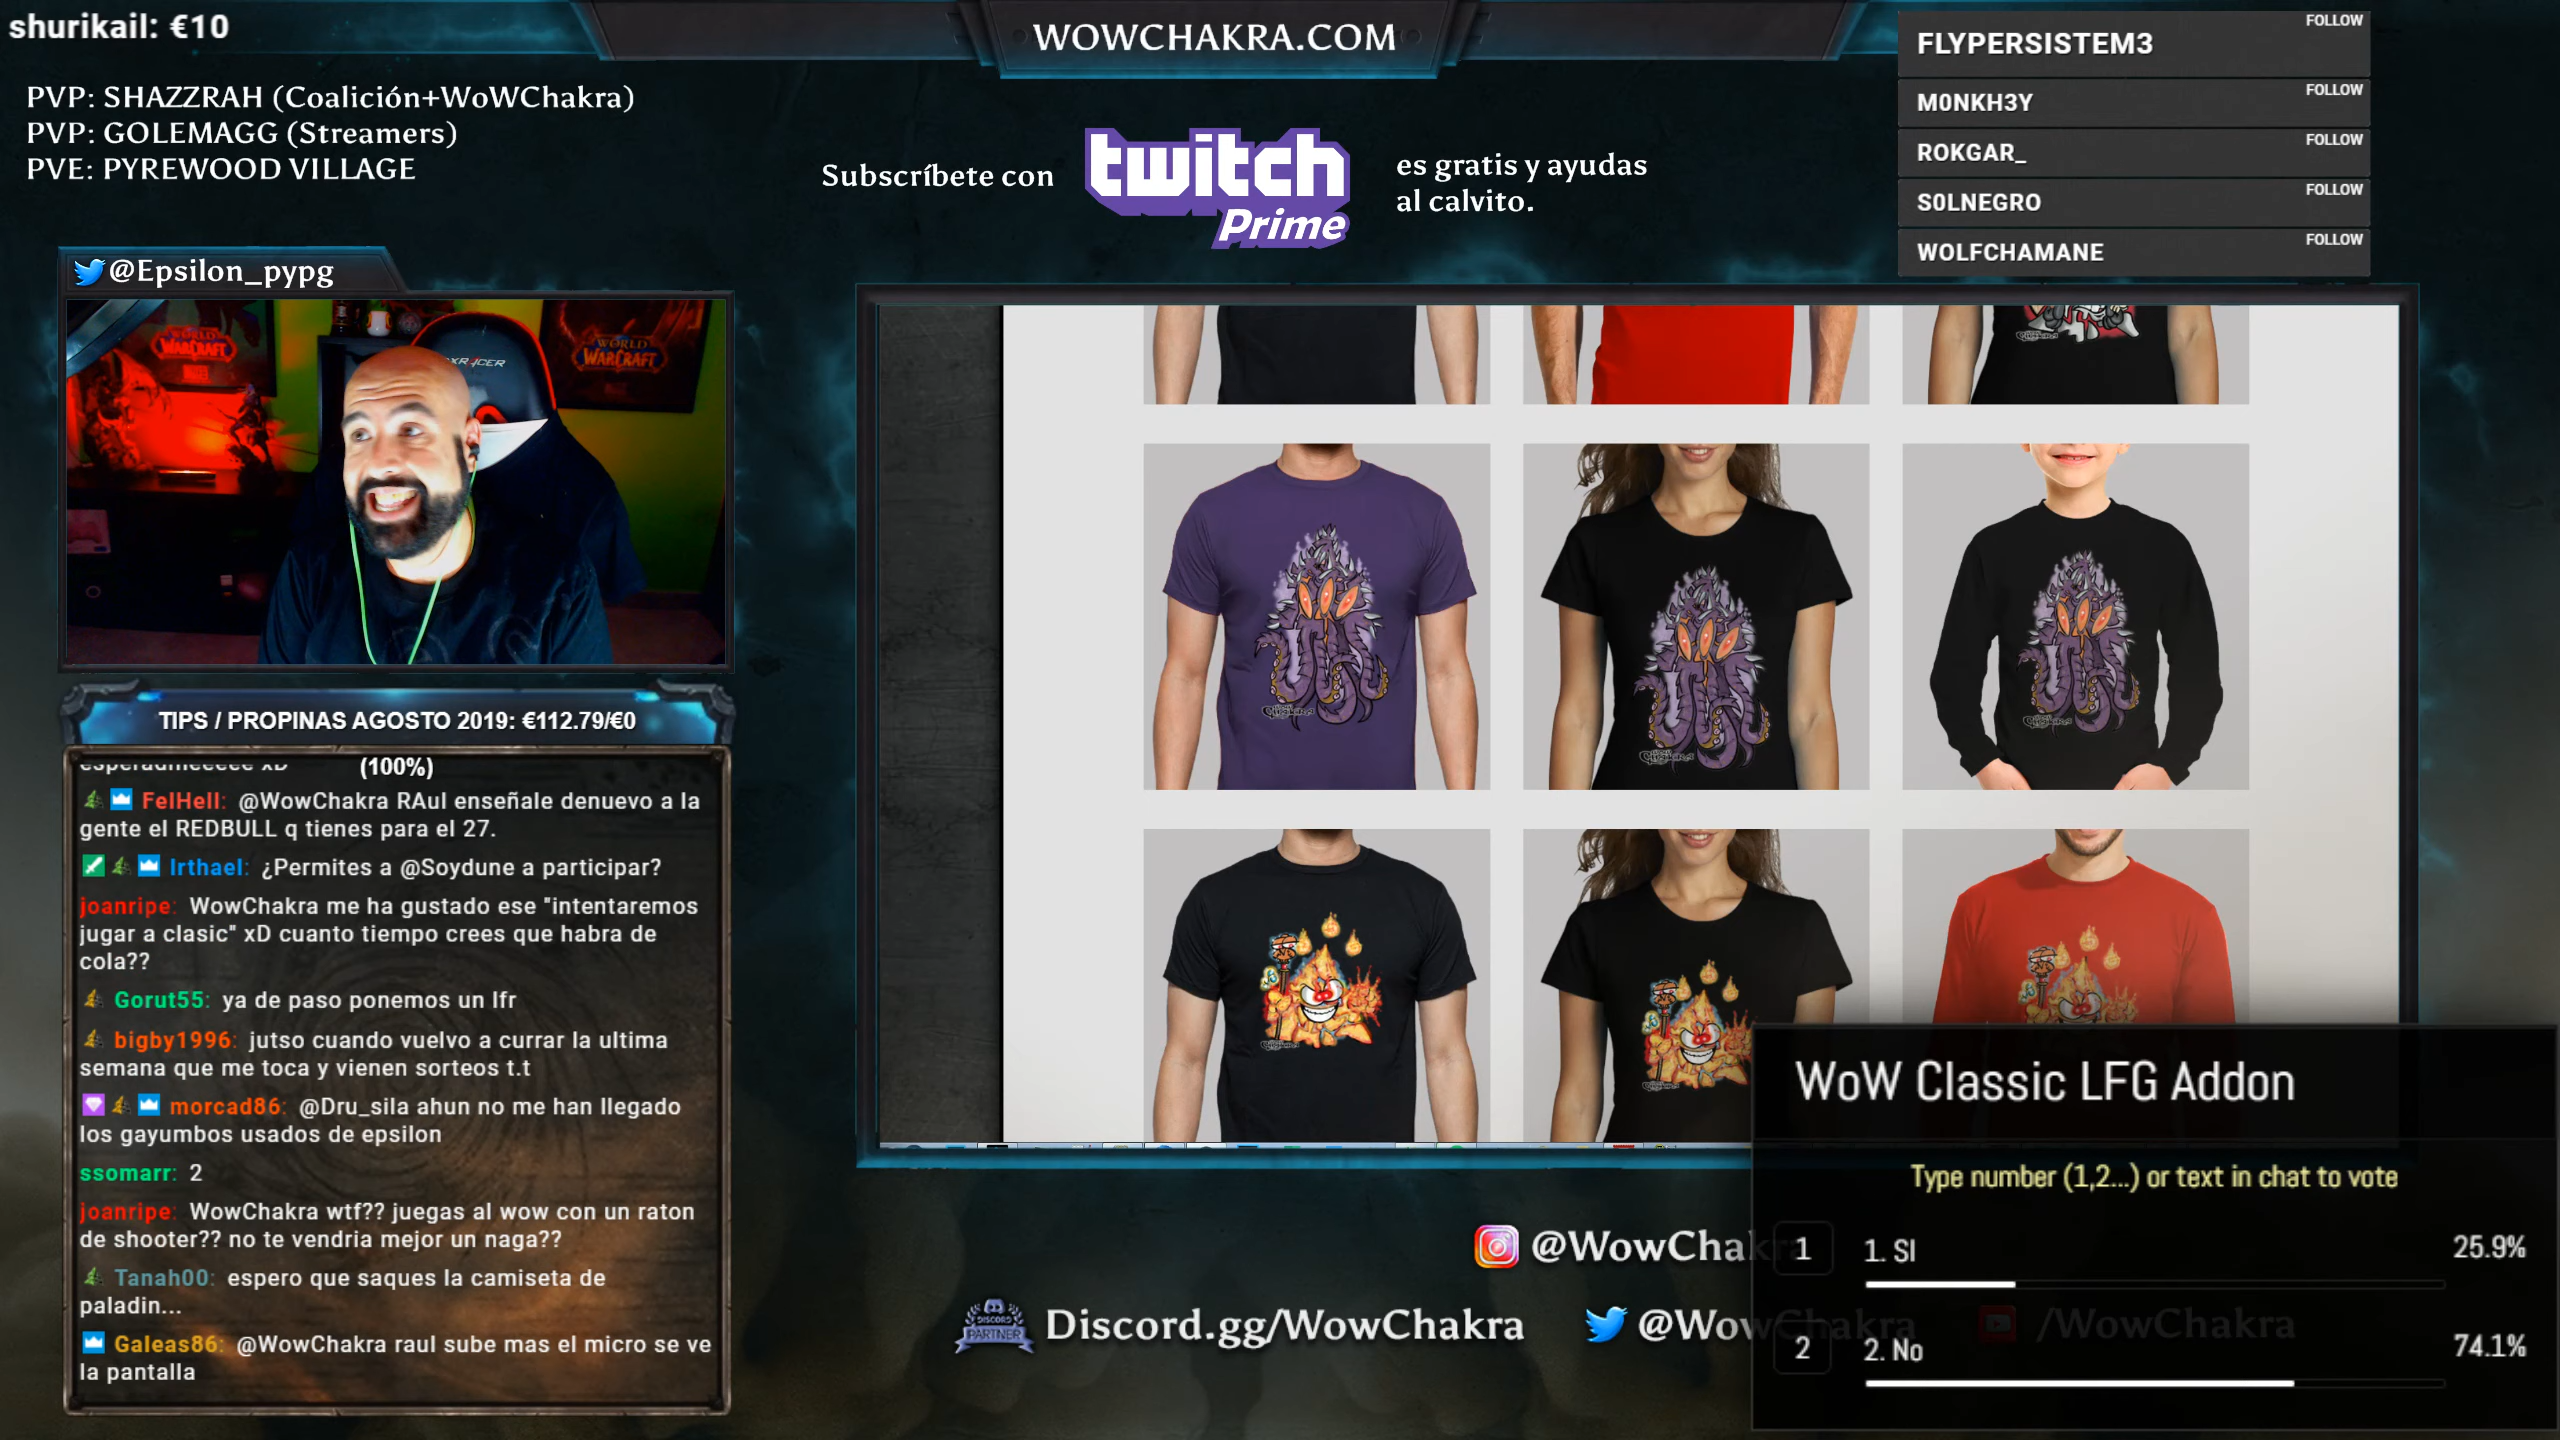 shurikail: €10
WOWCHAKRA.COM
PVP: SHAZZRAH (Coalición+WoWChakra)
PVP: GOLEMAGG (Streamers)
PVE: PYREWOOD VILLAGE
Subscríbete con
twitch
Prime
es gratis y ayudas
al calvito.
FLYPERSISTEM3 FOLLOW
M0NKH3Y FOLLOW
ROKGAR_ FOLLOW
S0LNEGRO FOLLOW
WOLFCHAMANE FOLLOW
@Epsilon_pypg
WORLD
WARCRAFT
WORLD
WARCRAFT
TIPS / PROPINAS AGOSTO 2019: €112.79/€0
(100%)
FelHell: @WowChakra RAul enseñale denuevo a la
gente el REDBULL q tienes para el 27.
Irthael: ¿Permites a @Soydune a participar?
joanripe: WowChakra me ha gustado ese "intentaremos
jugar a clasic" xD cuanto tiempo crees que habra de
cola??
Gorut55: ya de paso ponemos un lfr
bigby1996: jutso cuando vuelvo a currar la ultima
semana que me toca y vienen sorteos t.t
morcad86: @Dru_sila ahun no me han llegado
los gayumbos usados de epsilon
ssomarr: 2
joanripe: WowChakra wtf?? juegas al wow con un raton
de shooter?? no te vendria mejor un naga??
Tanah00: espero que saques la camiseta de
paladin...
Galeas86: @WowChakra raul sube mas el micro se ve
la pantalla
WoW Classic LFG Addon
Type number (1,2...) or text in chat to vote
1 1. SI 25.9%
2 2. No 74.1%
@WowChak
Discord.gg/WowChakra
@WowChakra
/WowChakra
DISCORD
PARTNER